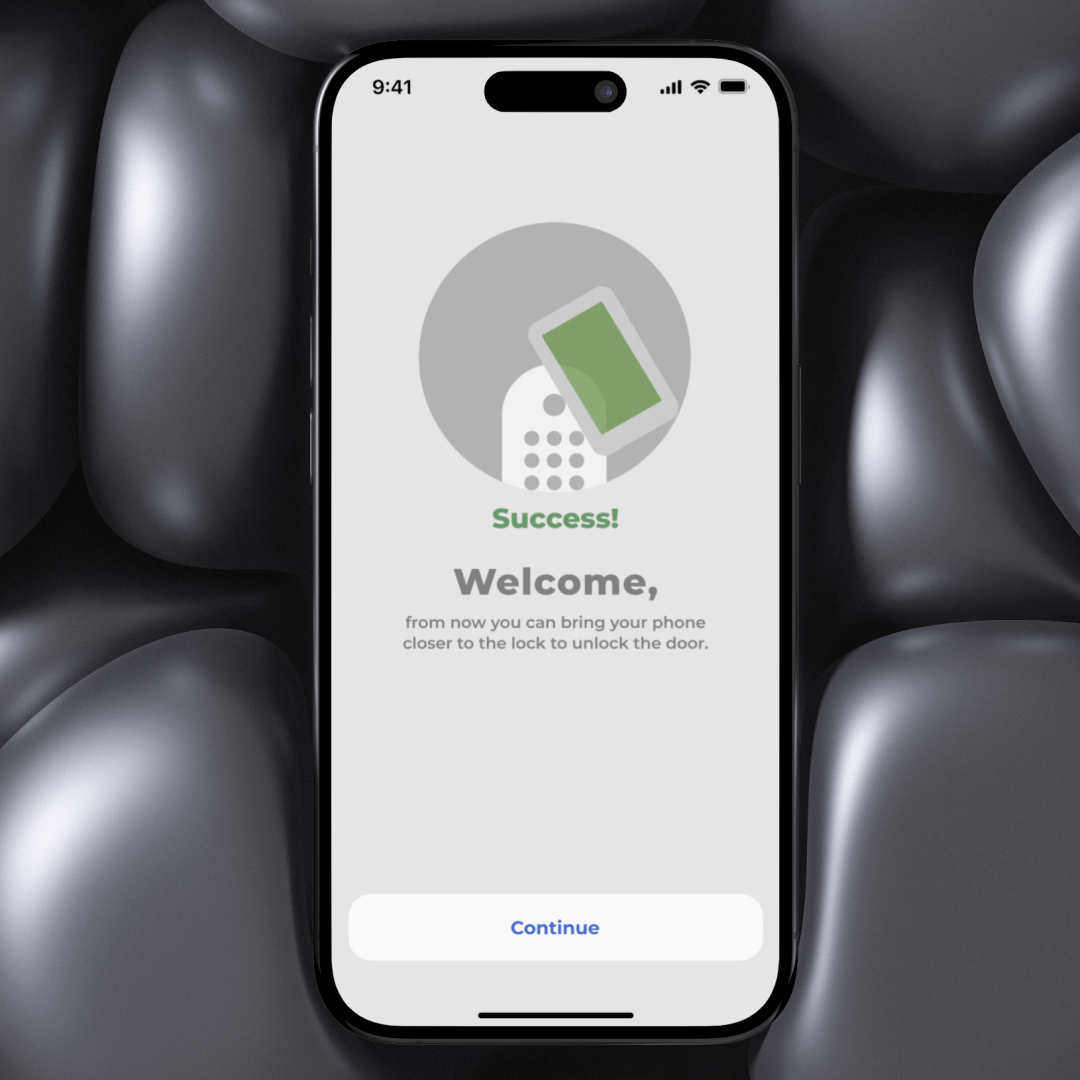 9:41
Success!
Welcome,
from now you can bring your phone
closer to the lock to unlock the door.
Continue